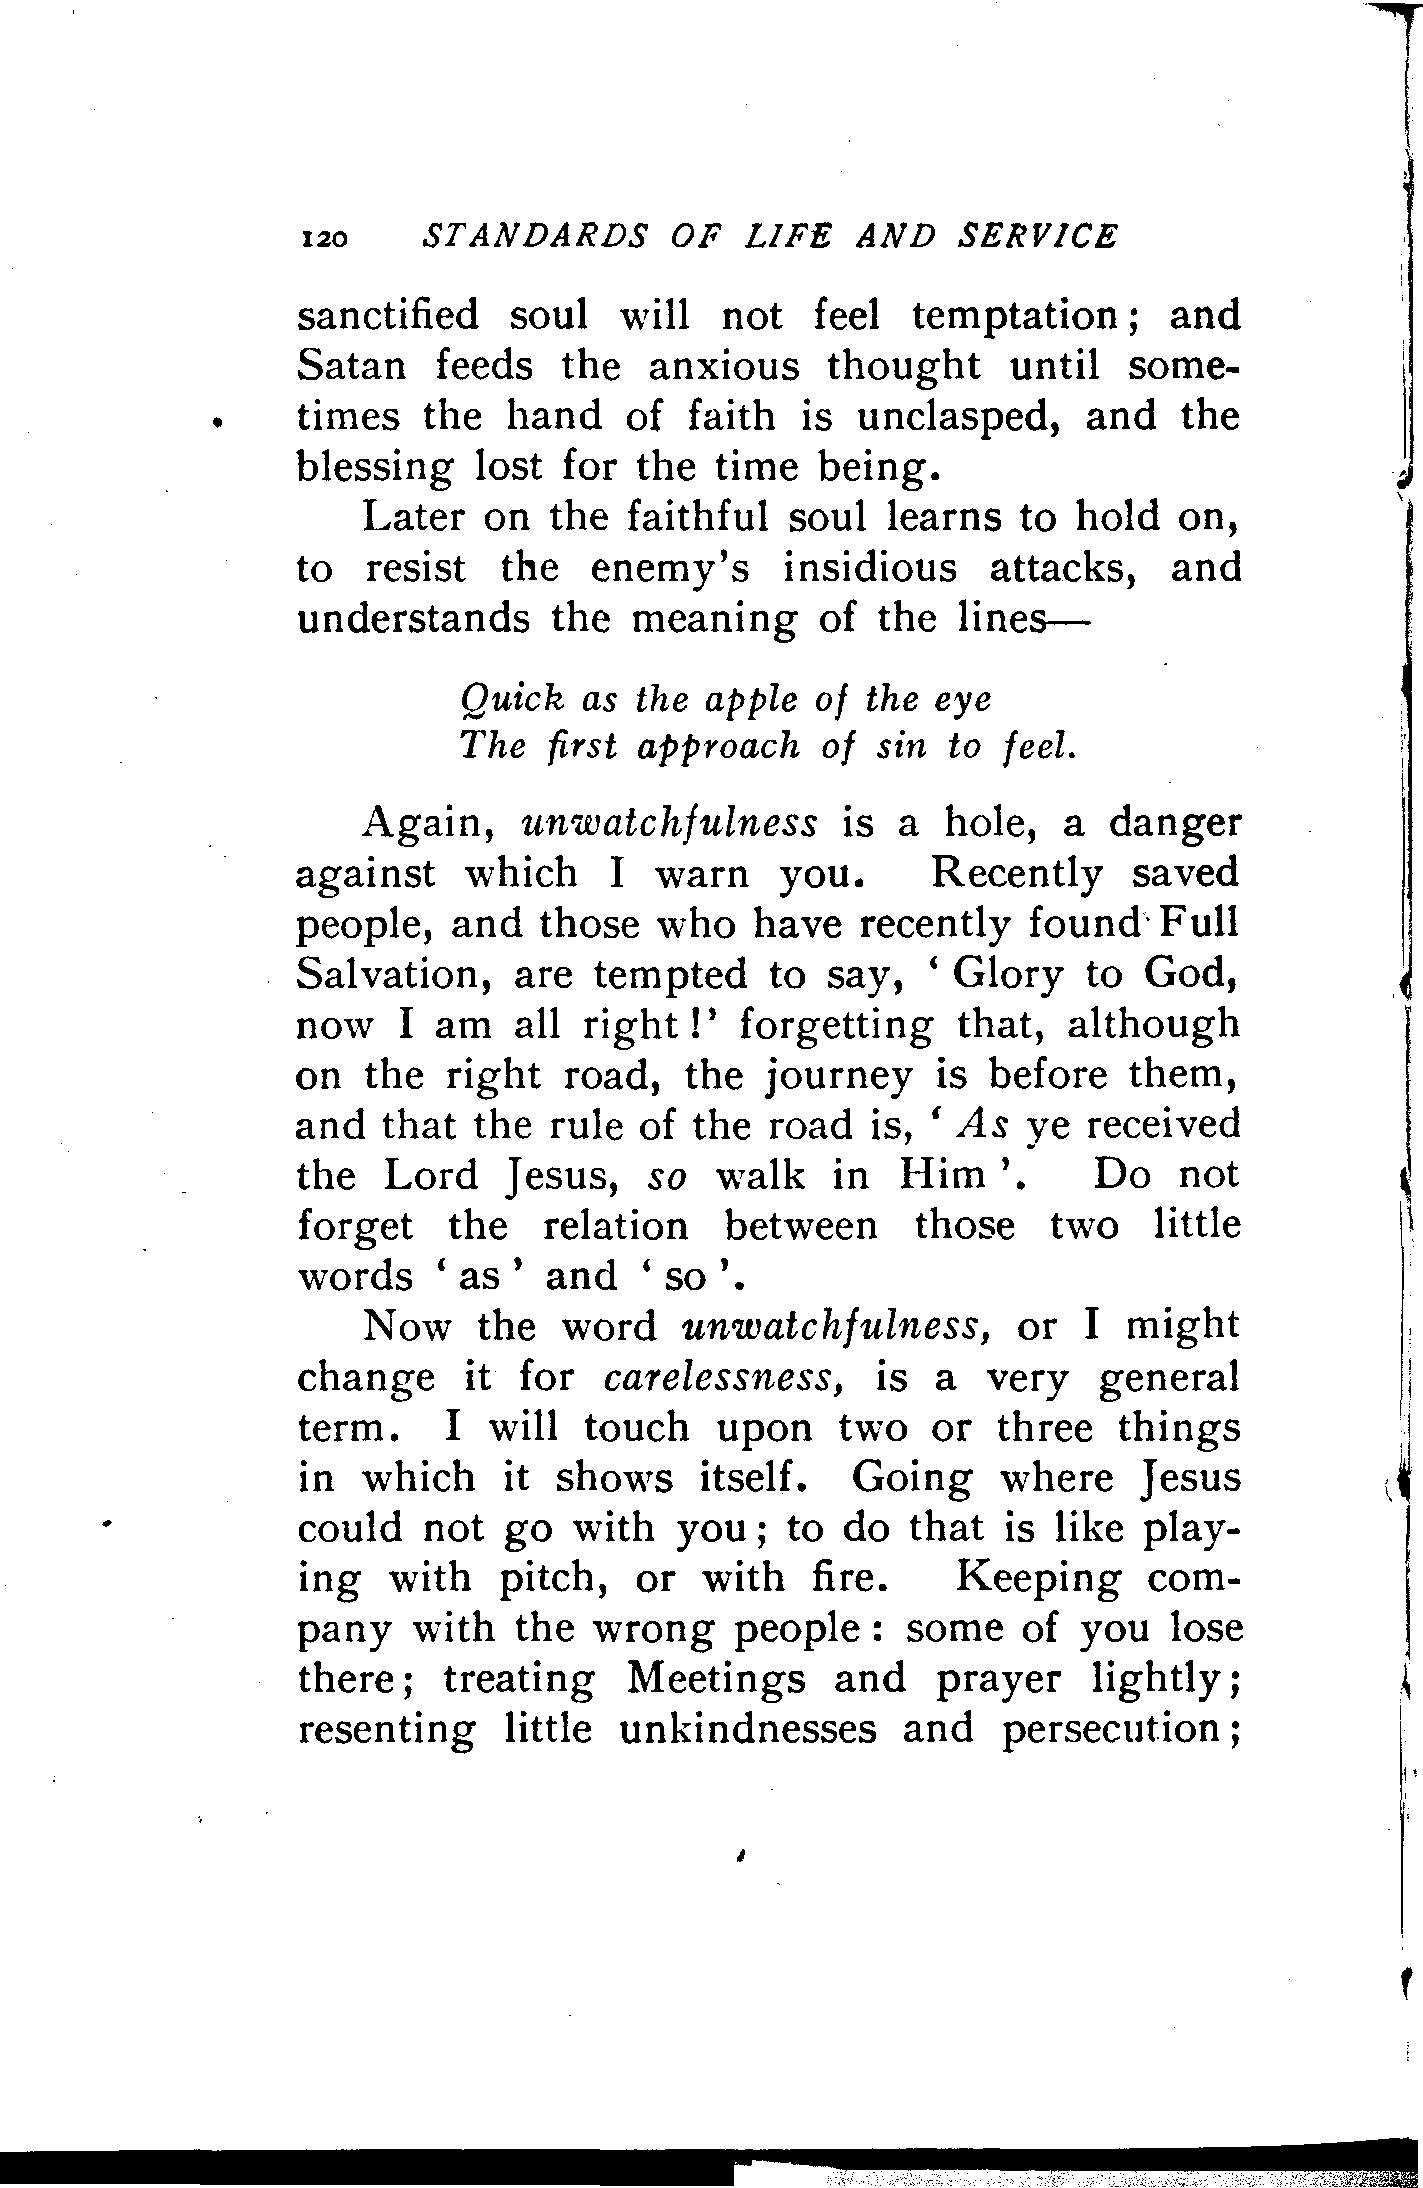 120 STANDARDS OF LIFE AND SERVICE
sanctified soul will not feel temptation; and
Satan feeds the anxious thought until some-
times the hand of faith is unclasped, and the
blessing lost for the time being.
Later on the faithful soul learns to hold on,
to resist the enemy's insidious attacks, and
understands the meaning of the lines—
Quick as the apple of the eye
The first approach of sin to feel.
Again, unwatchfulness is a hole, a danger
against which I warn you. Recently saved
people, and those who have recently found Full
Salvation, are tempted to say, ' Glory to God,
now I am all right !' forgetting that, although
on the right road, the journey is before them,
and that the rule of the road is, ' As ye received
the Lord Jesus, so walk in Him '. Do not
forget the relation between those two little
words ' as ' and ' so '.
Now the word unwatchfulness, or I might
change it for carelessness, is a very general
term. I will touch upon two or three things
in which it shows itself. Going where Jesus
could not go with you; to do that is like play-
ing with pitch, or with fire. Keeping com-
pany with the wrong people: some of you lose
there; treating Meetings and prayer lightly;
resenting little unkindnesses and persecution;